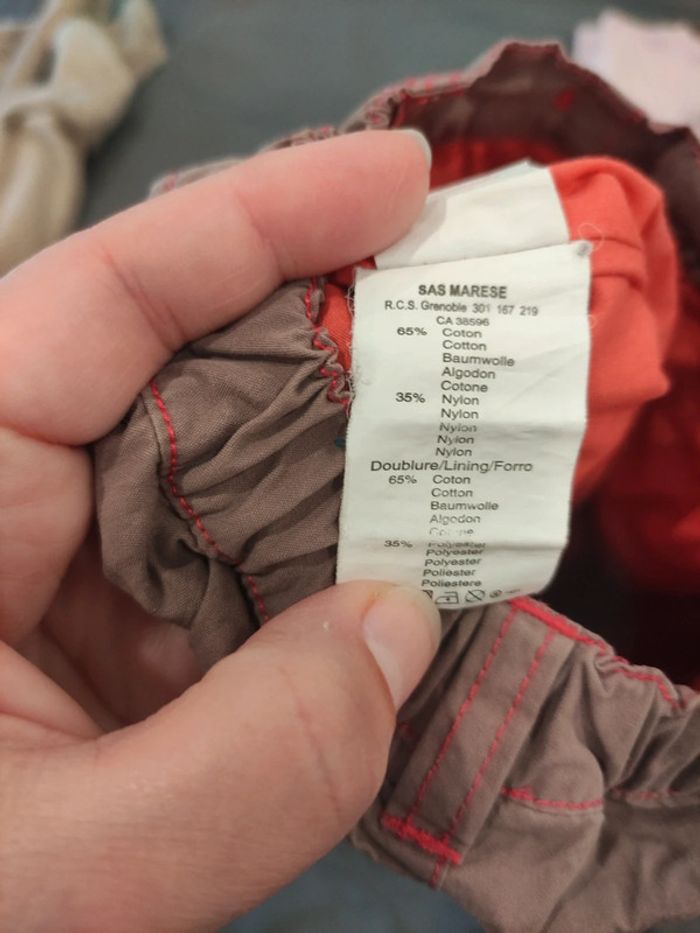 SAS MARESE
R.C.S. Grenoble 301 167 219
CA 38596
65% Coton
Cotton
Baumwolle
Algodon
Cotone
35% Nylon
Nylon
Nylon
Nylon
Nylon
Doublure/Lining/Forro
65% Coton
Cotton
Baumwolle
Algodon
35% Polyester
Polyester
Polyester
Poliester
Poliestere